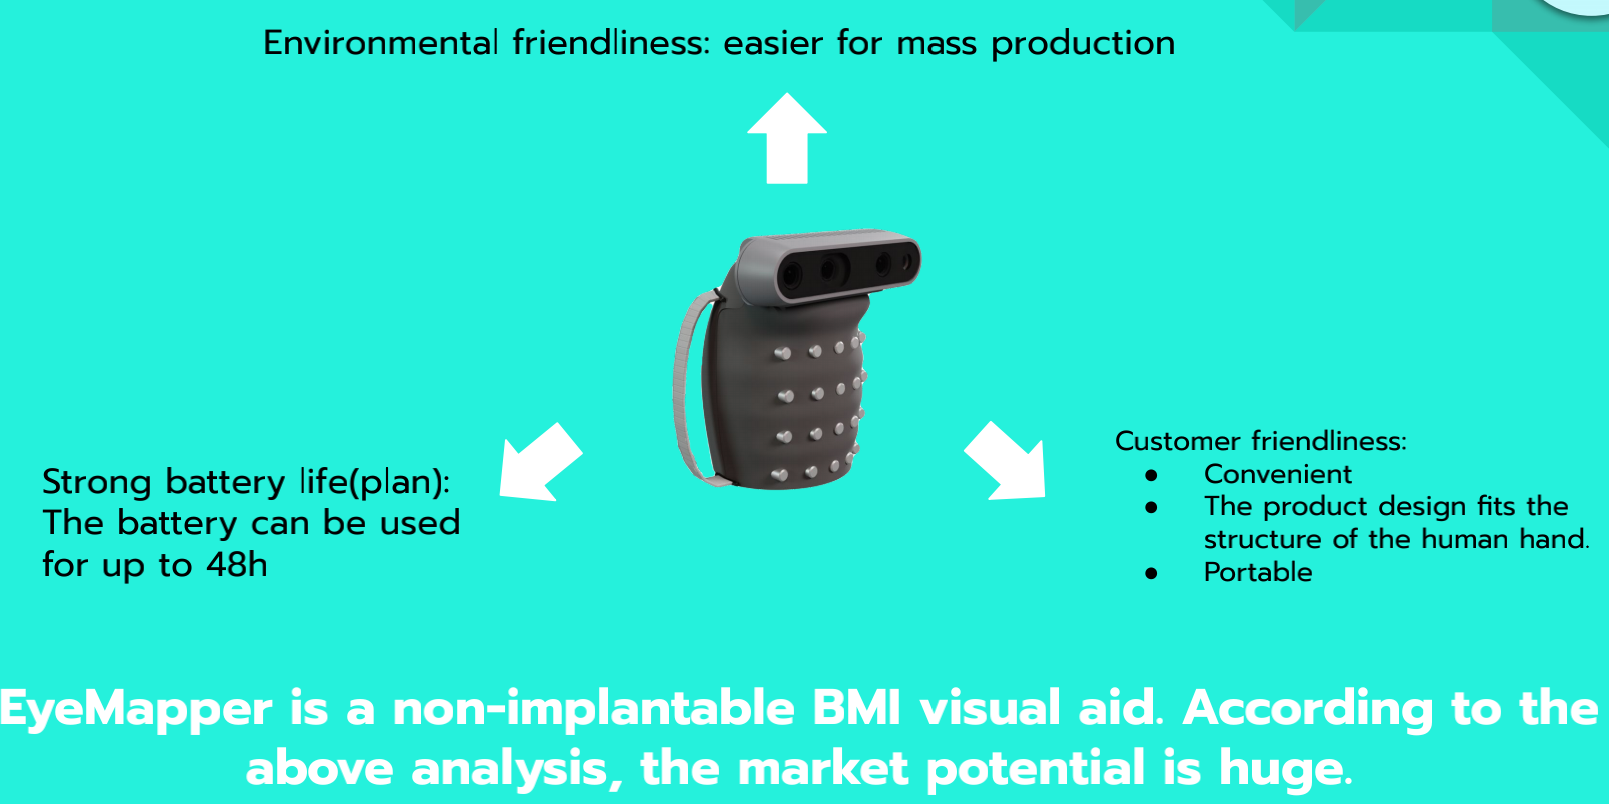 Environmental friendliness: easier for mass production
Strong battery life(plan):
The battery can be used
for up to 48h
Customer friendliness:
● Convenient
● The product design fits the
structure of the human hand.
● Portable
EyeMapper is a non-implantable BMI visual aid. According to the
above analysis, the market potential is huge.